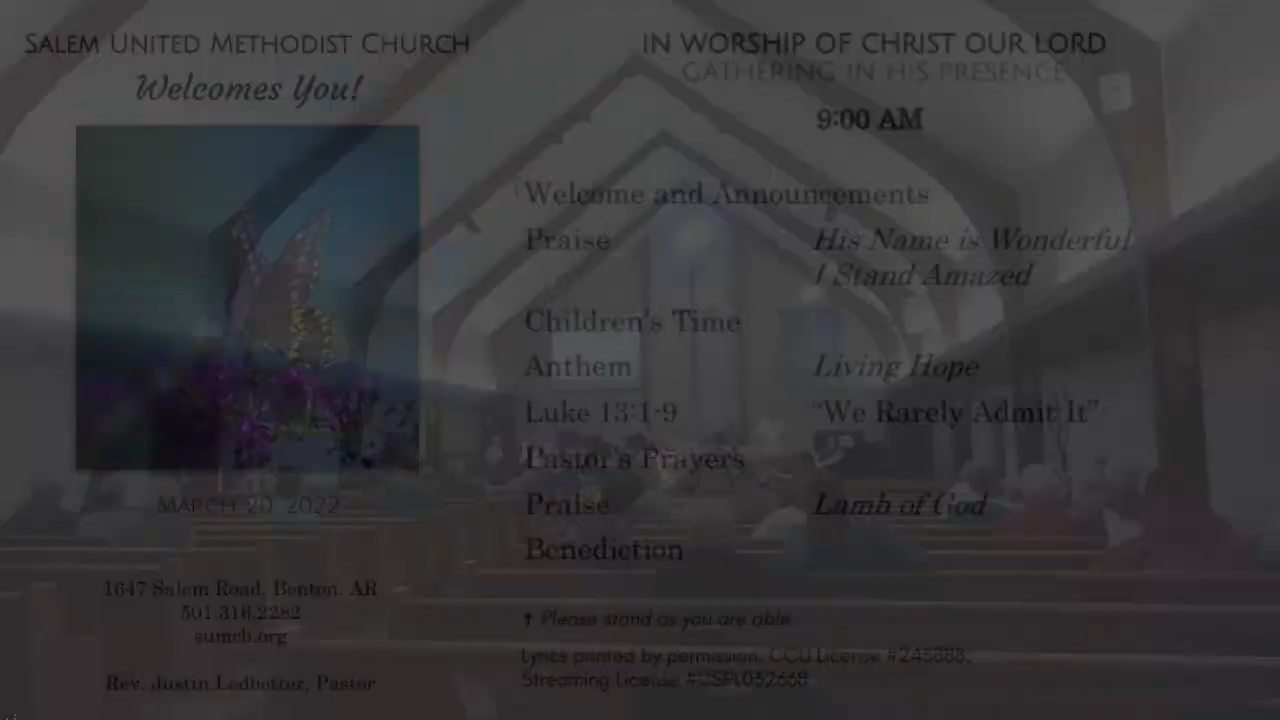 SALEM UNITED METHODIST CHURCH
Welcomes You!
MARCH 20, 2022
1647 Salem Road, Benton, AR
501.316.2282
sumcb.org
Rev. Justin Ledbetter, Pastor
IN WORSHIP OF CHRIST OUR LORD
GATHERING IN HIS PRESENCE
9:00 AM
Welcome and Announcements
Praise His Name is Wonderful
I Stand Amazed
Children's Time
Anthem Living Hope
Luke 13:1-9 “We Rarely Admit It”
Pastor's Prayers
Praise Lamb of God
Benediction
† Please stand as you are able.
Lyrics printed by permission, CCLI License #245888,
Streaming License